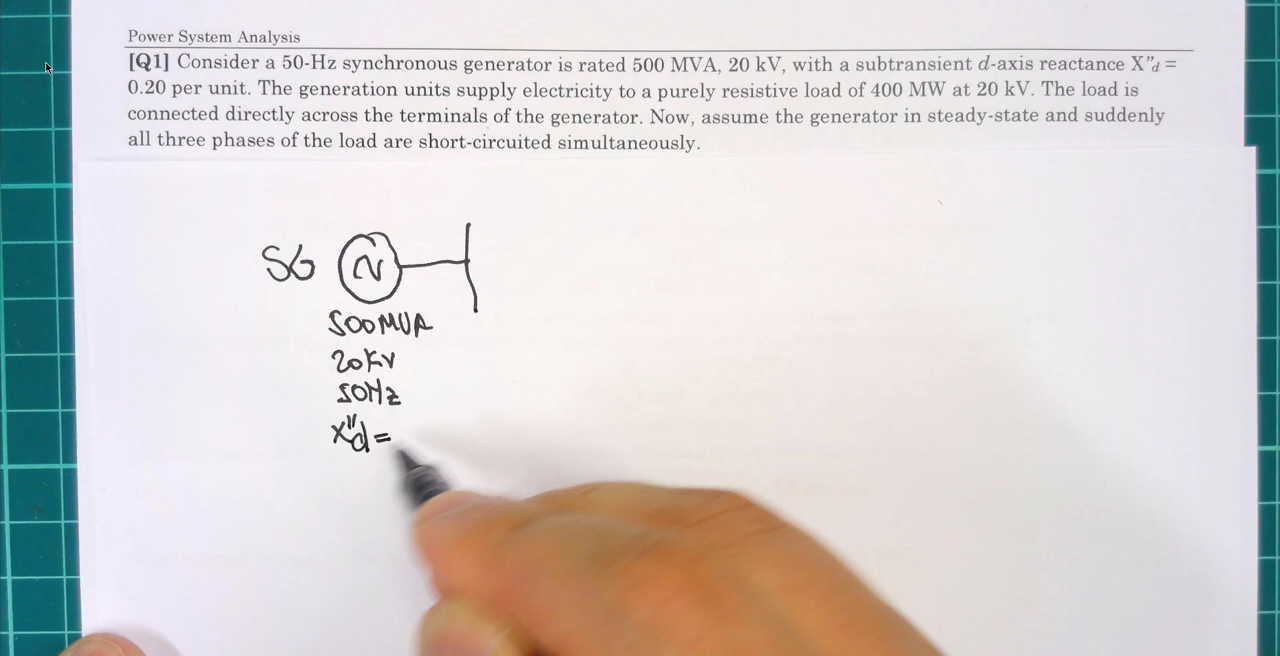 Power System Analysis
[Q1] Consider a 50-Hz synchronous generator is rated 500 MVA, 20 kV, with a subtransient d-axis reactance X"d =
0.20 per unit. The generation units supply electricity to a purely resistive load of 400 MW at 20 kV. The load is
connected directly across the terminals of the generator. Now, assume the generator in steady-state and suddenly
all three phases of the load are short-circuited simultaneously.
SG
500MVA
20kV
50Hz
X"d =